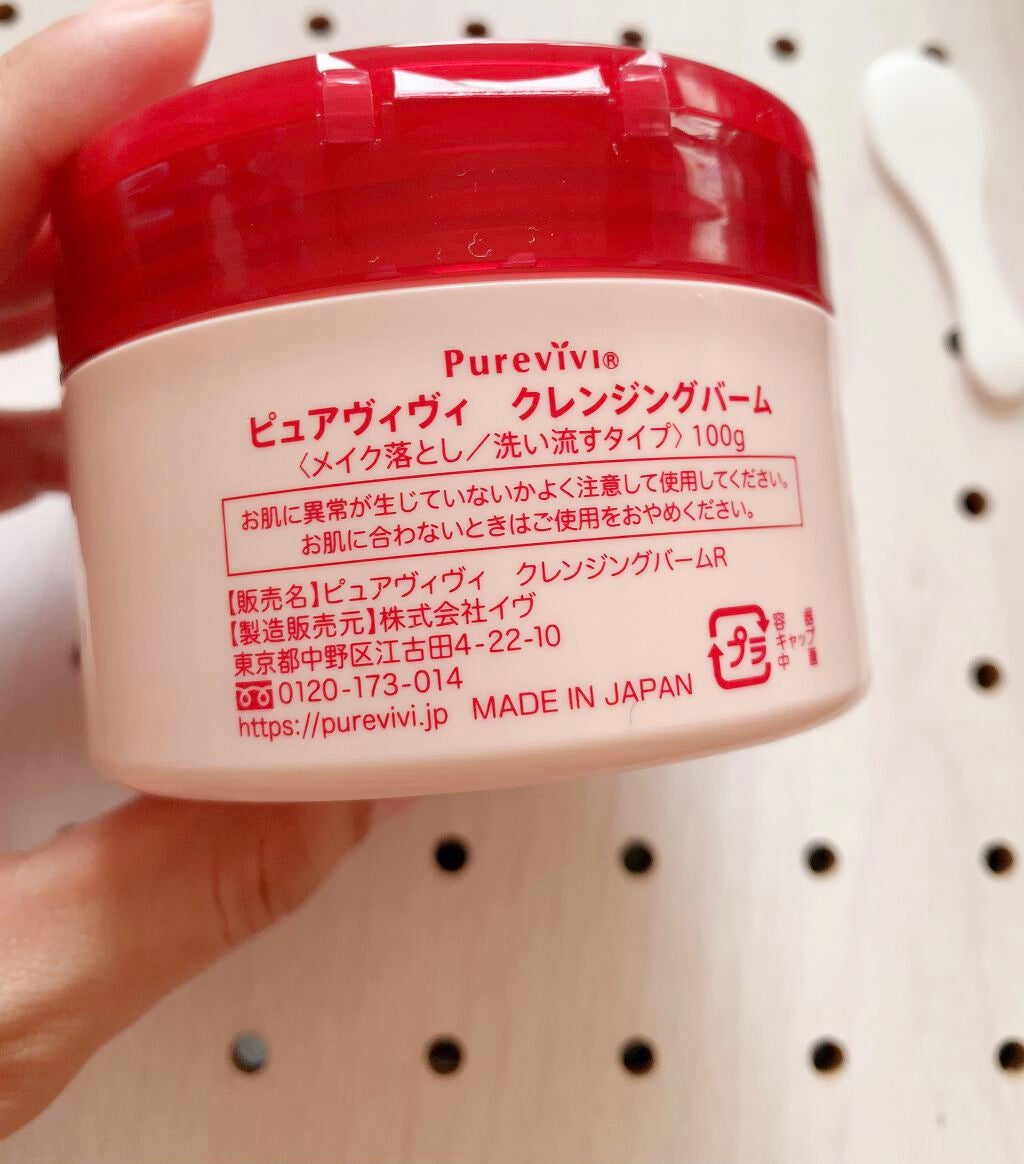 Purevivi®
ピュアヴィヴィ　クレンジングバーム
〈メイク落とし／洗い流すタイプ〉100g
お肌に異常が生じていないかよく注意して使用してください。
お肌に合わないときはご使用をおやめください。
【販売名】ピュアヴィヴィ　クレンジングバームR
【製造販売元】株式会社イヴ
東京都中野区江古田4-22-10
0120-173-014
https://purevivi.jp MADE IN JAPAN
プラ
容器
キャップ
中蓋